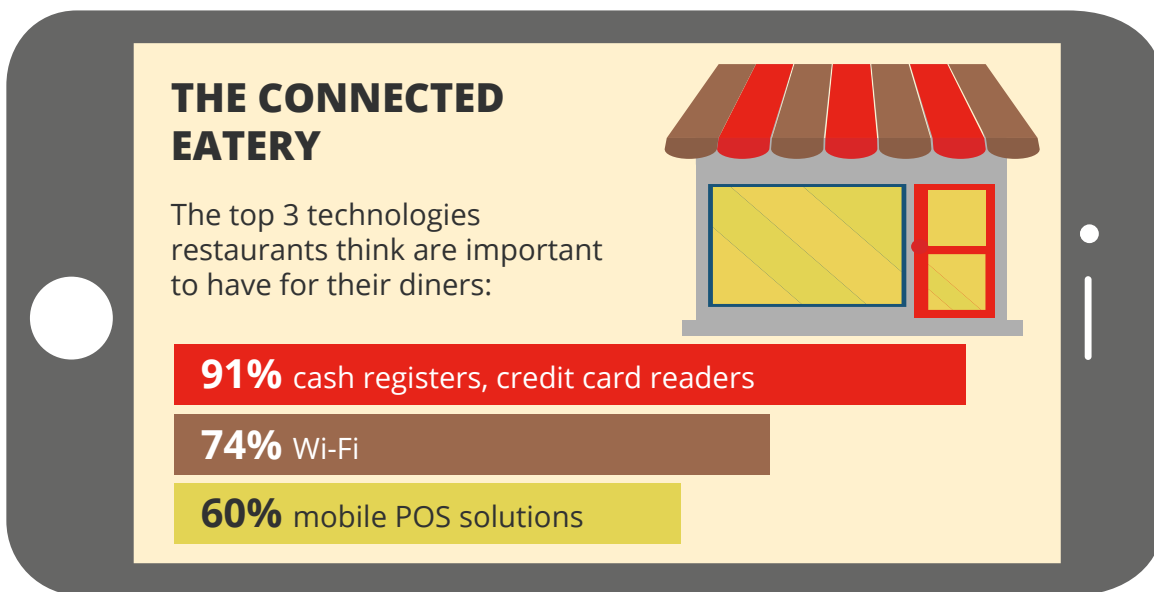 THE CONNECTED
EATERY
The top 3 technologies
restaurants think are important
to have for their diners:
91% cash registers, credit card readers
74% Wi-Fi
60% mobile POS solutions